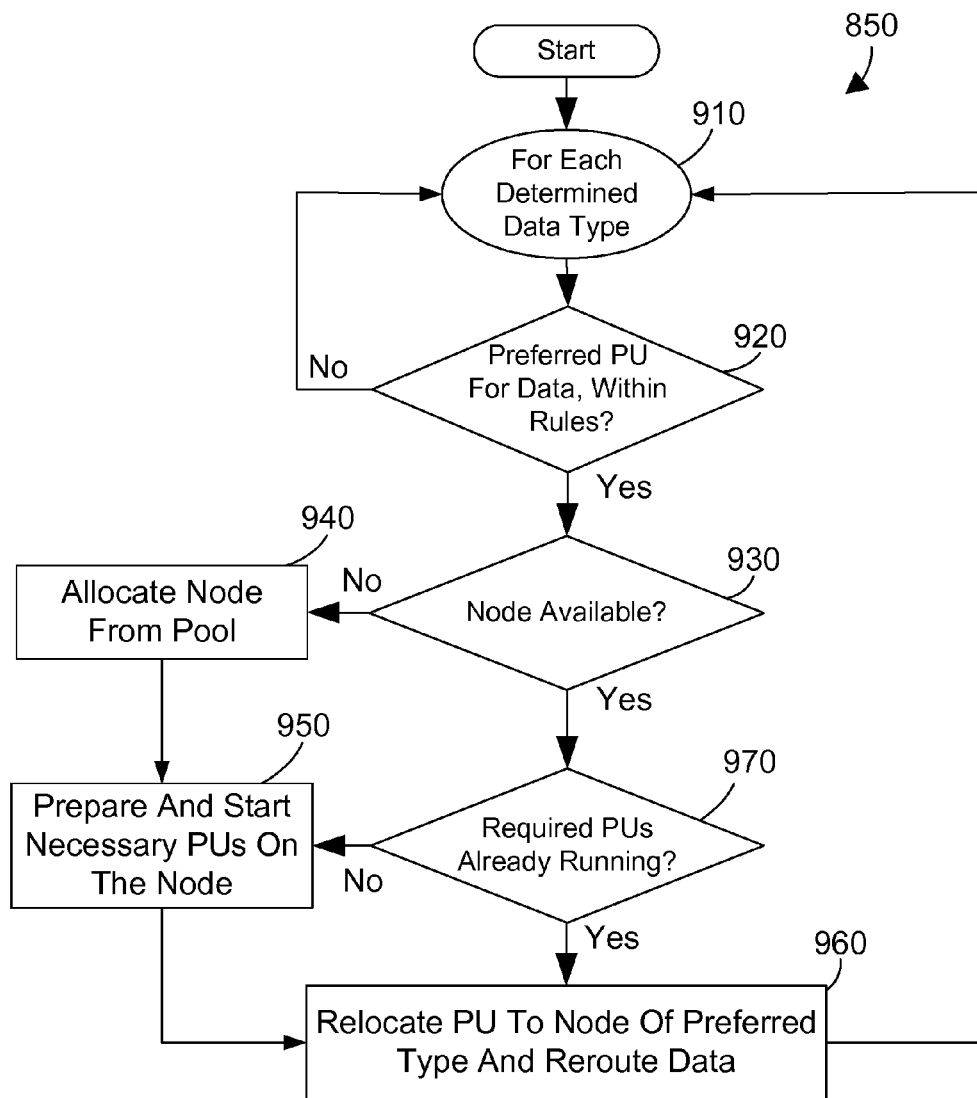 850
Start
910
For Each
Determined
Data Type
920
Preferred PU
For Data, Within
Rules?
No
Yes
940
Allocate Node
From Pool
No
930
Node Available?
Yes
950
Prepare And Start
Necessary PUs On
The Node
970
Required PUs
Already Running?
No
Yes
960
Relocate PU To Node Of Preferred
Type And Reroute Data